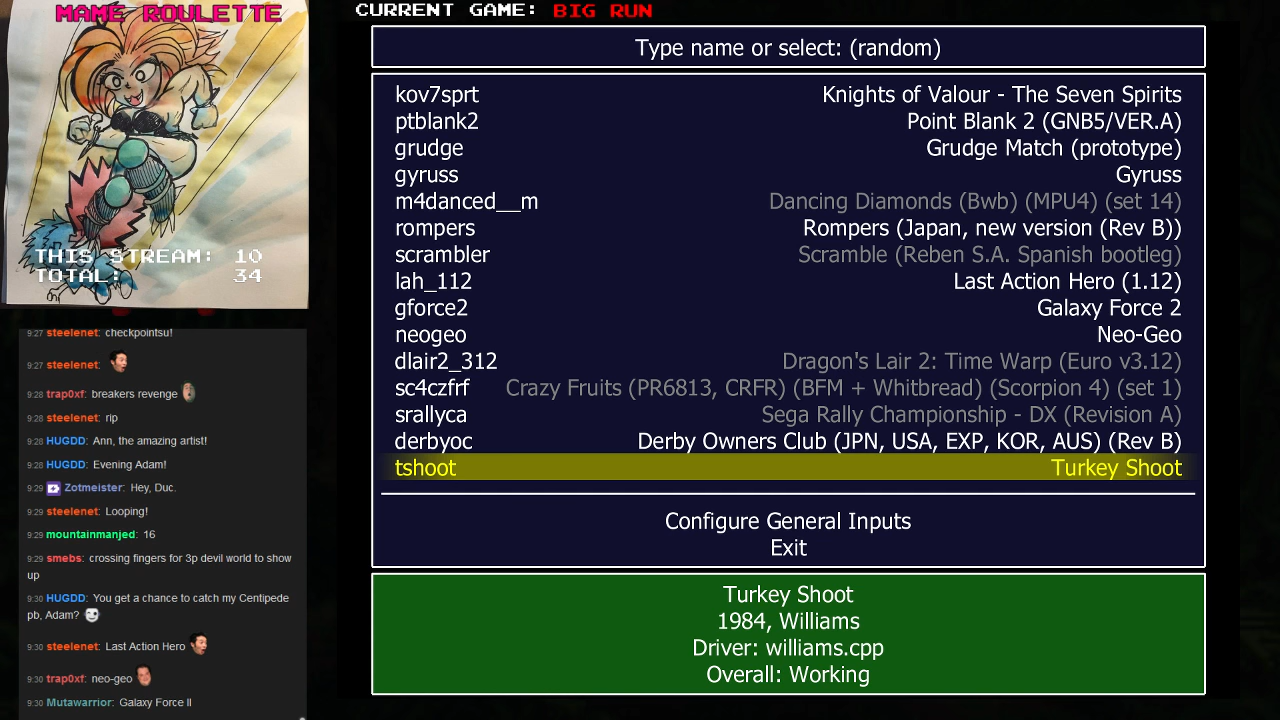 MAME ROULETTE
THIS STREAM: 10
TOTAL: 34
9:27 steelenet: checkpointsu!
9:27 steelenet:
9:28 trap0xf: breakers revenge
9:28 steelenet: rip
9:28 HUGDD: Ann, the amazing artist!
9:28 HUGDD: Evening Adam!
9:29 Zotmeister: Hey, Duc.
9:29 steelenet: Looping!
9:29 mountainmanjed: 16
9:29 smebs: crossing fingers for 3p devil world to show
up
9:30 HUGDD: You get a chance to catch my Centipede
pb, Adam?
9:30 steelenet: Last Action Hero
9:30 trap0xf: neo-geo
9:30 Mutawarrior: Galaxy Force II
CURRENT GAME: BIG RUN
Type name or select: (random)
kov7sprt Knights of Valour - The Seven Spirits
ptblank2 Point Blank 2 (GNB5/VER.A)
grudge Grudge Match (prototype)
gyruss Gyruss
m4danced__m Dancing Diamonds (Bwb) (MPU4) (set 14)
rompers Rompers (Japan, new version (Rev B))
scrambler Scramble (Reben S.A. Spanish bootleg)
lah_112 Last Action Hero (1.12)
gforce2 Galaxy Force 2
neogeo Neo-Geo
dlair2_312 Dragon's Lair 2: Time Warp (Euro v3.12)
sc4czfrf Crazy Fruits (PR6813, CRFR) (BFM + Whitbread) (Scorpion 4) (set 1)
srallyca Sega Rally Championship - DX (Revision A)
derbyoc Derby Owners Club (JPN, USA, EXP, KOR, AUS) (Rev B)
tshoot Turkey Shoot
Configure General Inputs
Exit
Turkey Shoot
1984, Williams
Driver: williams.cpp
Overall: Working